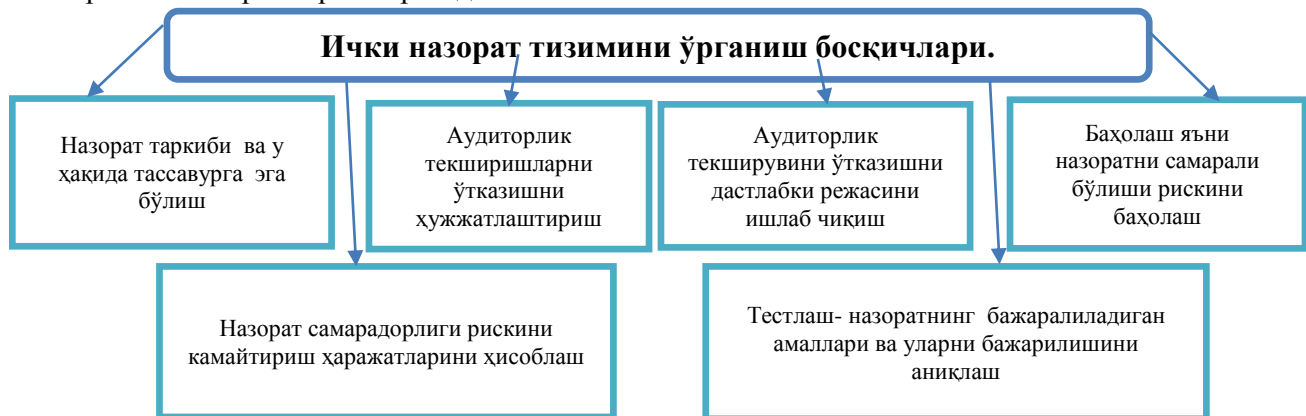 Ички назорат тизимини ўрганиш босқичлари.
Назорат таркиби ва у
ҳақида тассавурга эга
бўлиш
Аудиторлик
текширишларни
ўтказишни
ҳужжатлаштириш
Аудиторлик
текширувини ўтказишни
дастлабки режасини
ишлаб чиқиш
Баҳолаш яъни
назоратни самарали
бўлиши рискини
баҳолаш
Назорат самарадорлиги рискини
камайтириш ҳаражатларини ҳисоблаш
Тестлаш- назоратнинг бажаралиладиган
амаллари ва уларни бажарилишини
аниқлаш